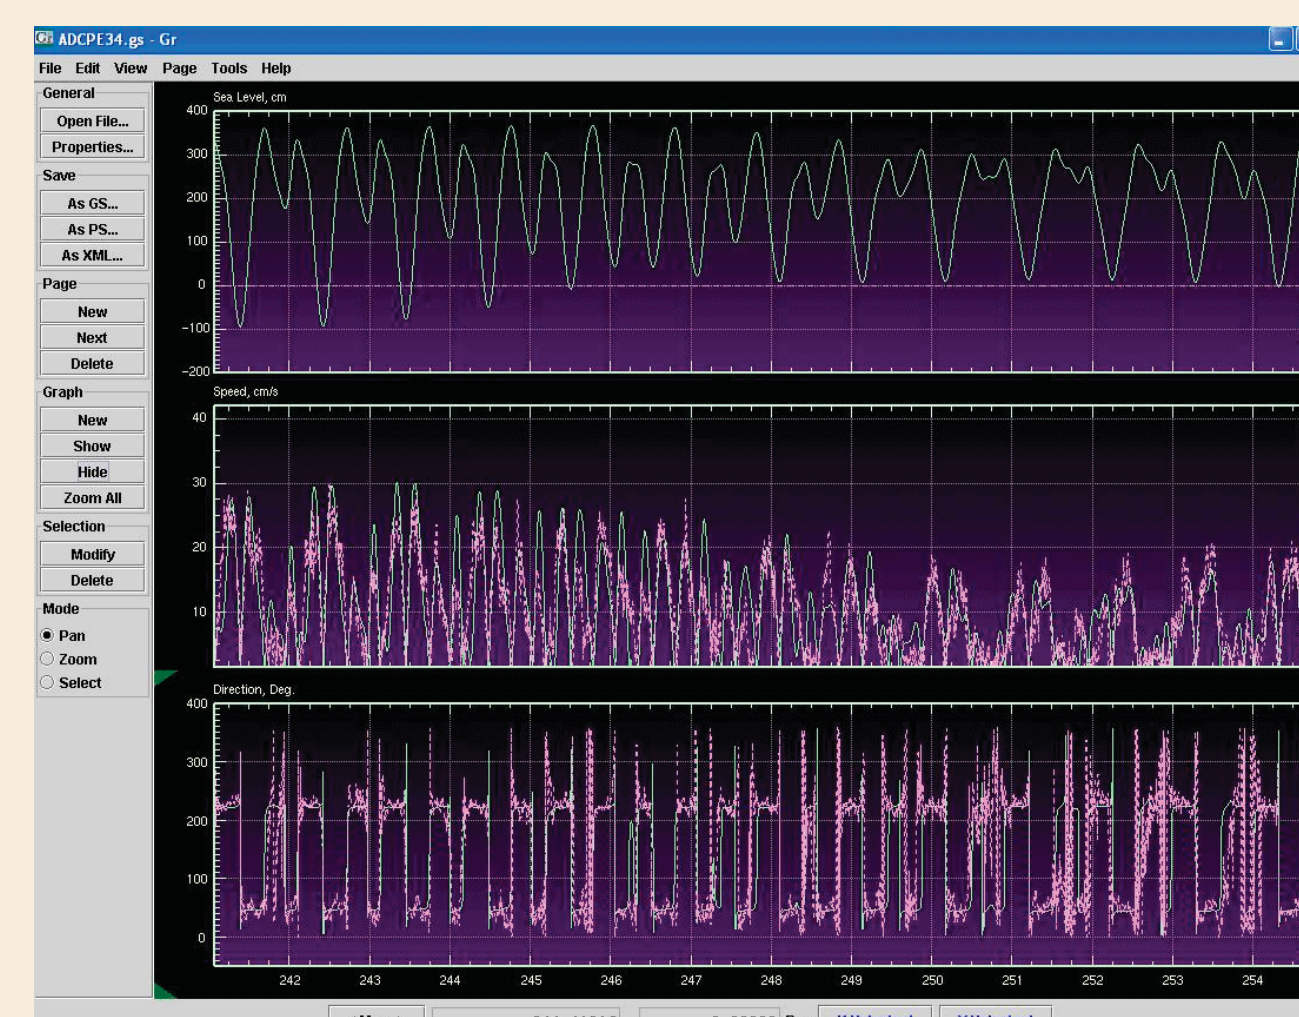 ADCPE34.gs - Gr
File Edit View Page Tools Help
General
Open File...
Properties...
Save
As GS...
As PS...
As XML...
Page
New
Next
Delete
Graph
New
Show
Hide
Zoom All
Selection
Modify
Delete
Mode
Pan
Zoom
Select
Sea Level, cm
400
300
200
100
0
-100
-200
Speed, cm/s
40
30
20
10
Direction, Deg.
400
300
200
100
0
242 243 244 245 246 247 248 249 250 251 252 253 254